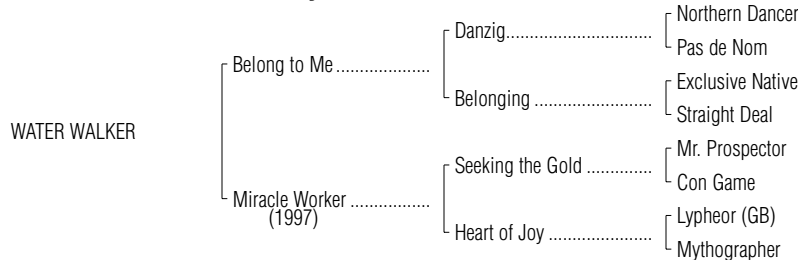 Northern Dancer
Danzig..............................
Pas de Nom
Belong to Me ....................
Exclusive Native
Belonging ........................
Straight Deal
WATER WALKER
Mr. Prospector
Seeking the Gold ..............
Con Game
Miracle Worker .................
(1997)
Lypheor (GB)
Heart of Joy .....................
Mythographer